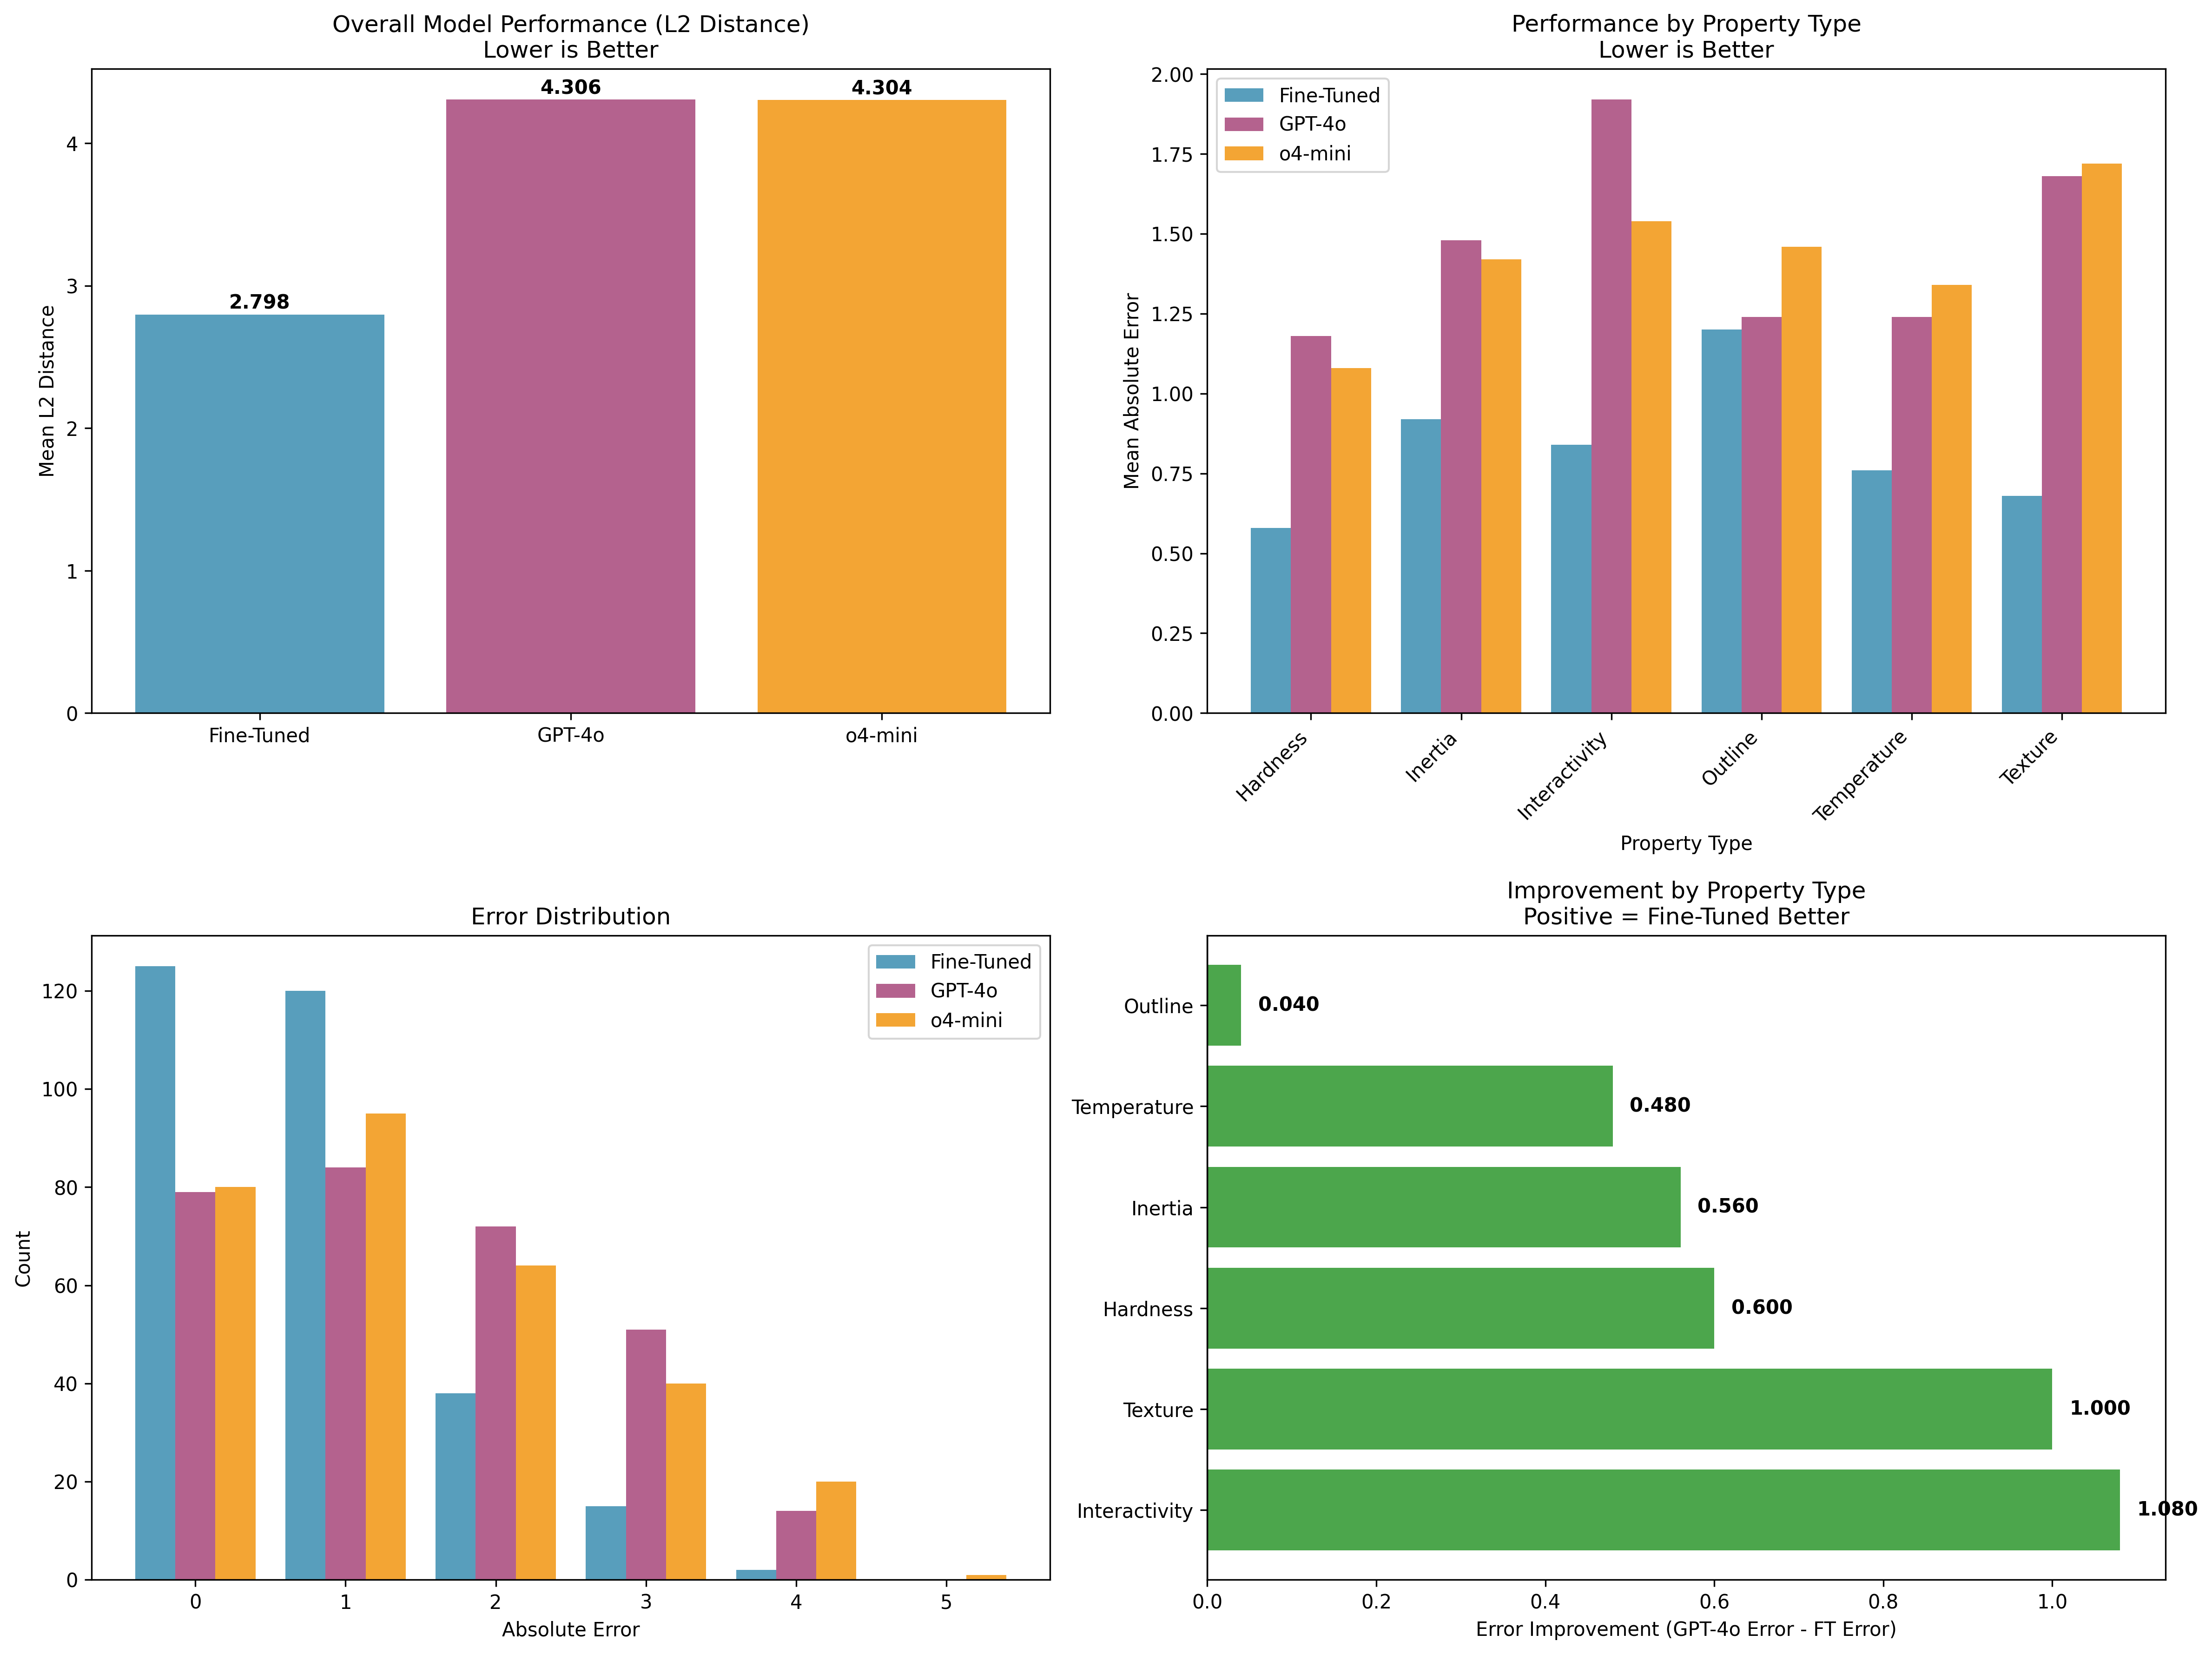 Overall Model Performance (L2 Distance)
Lower is Better
Mean L2 Distance
4
3
2
1
0
2.798
4.306
4.304
Fine-Tuned
GPT-4o
o4-mini
Performance by Property Type
Lower is Better
Fine-Tuned
GPT-4o
o4-mini
Mean Absolute Error
2.00
1.75
1.50
1.25
1.00
0.75
0.50
0.25
0.00
Hardness
Inertia
Interactivity
Outline
Temperature
Texture
Property Type
Error Distribution
Fine-Tuned
GPT-4o
o4-mini
Count
120
100
80
60
40
20
0
0
1
2
3
4
5
Absolute Error
Improvement by Property Type
Positive = Fine-Tuned Better
Outline
0.040
Temperature
0.480
Inertia
0.560
Hardness
0.600
Texture
1.000
Interactivity
1.080
0.0
0.2
0.4
0.6
0.8
1.0
Error Improvement (GPT-4o Error - FT Error)